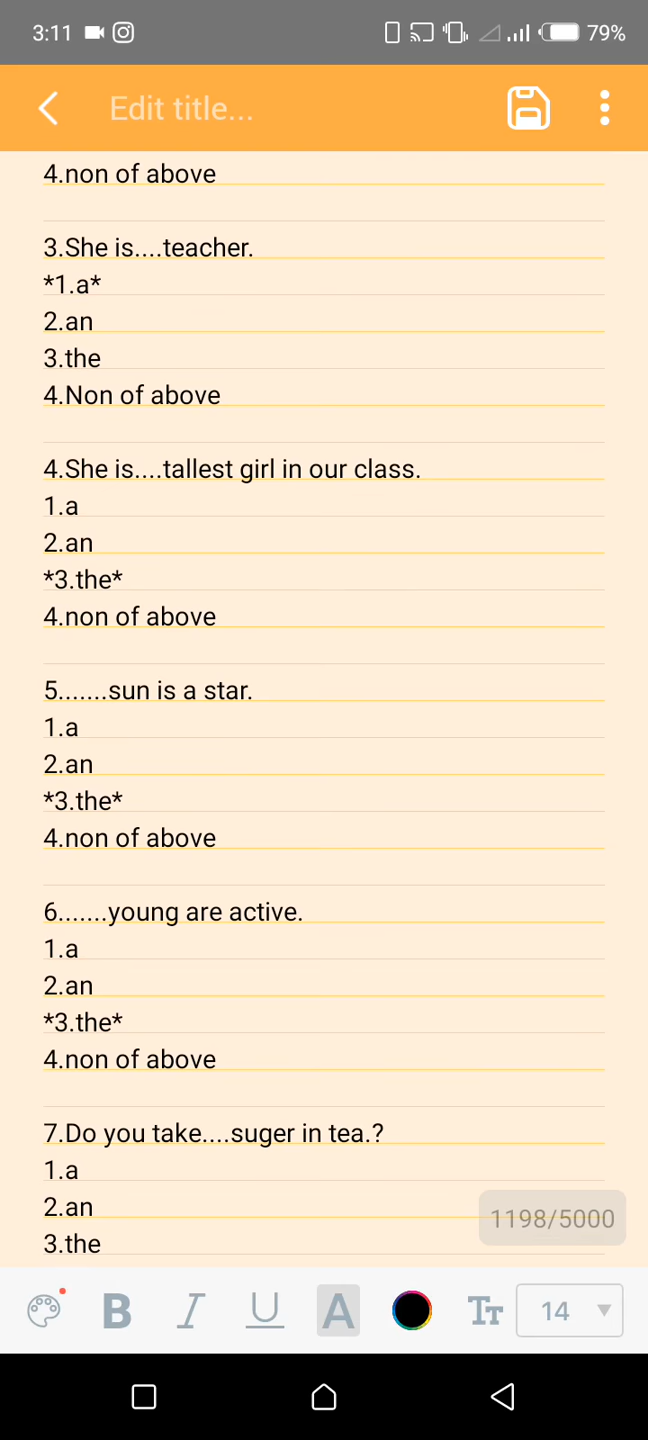 3:11
79%
Edit title...
4.non of above
3.She is....teacher.
*1.a*
2.an
3.the
4.Non of above
4.She is....tallest girl in our class.
1.a
2.an
*3.the*
4.non of above
5.......sun is a star.
1.a
2.an
*3.the*
4.non of above
6.......young are active.
1.a
2.an
*3.the*
4.non of above
7.Do you take....suger in tea.?
1.a
2.an
3.the
1198/5000
B I U A TT 14